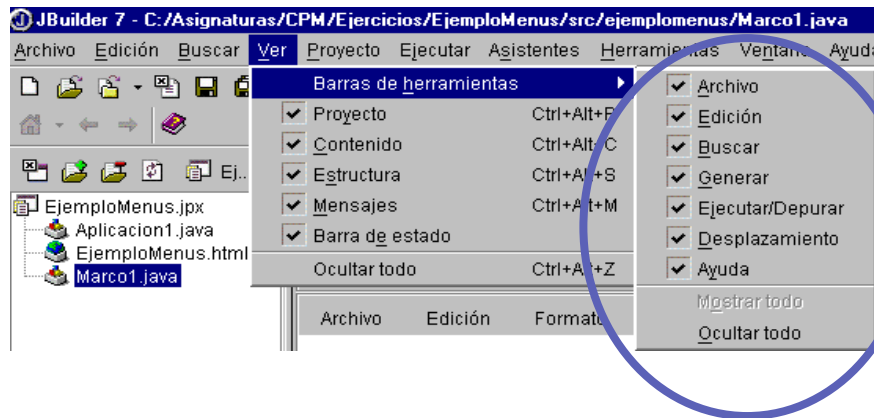 JBuilder 7 - C:/Asignaturas/CPM/Ejercicios/EjemploMenus/src/ejemplomenus/Marco1.java
Archivo Edición Buscar Ver Proyecto Ejecutar Asistentes Herramientas Ventana Ayuda
Barras de herramientas
Proyecto Ctrl+Alt+P
Contenido Ctrl+Alt+C
Estructura Ctrl+Alt+S
Mensajes Ctrl+Alt+M
Barra de estado
Ocultar todo Ctrl+Alt+Z
Archivo
Edición
Buscar
Generar
Ejecutar/Depurar
Desplazamiento
Ayuda
Mostrar todo
Ocultar todo
Ej...
EjemploMenus.jpx
Aplicacion1.java
EjemploMenus.html
Marco1.java
Archivo Edición Formato